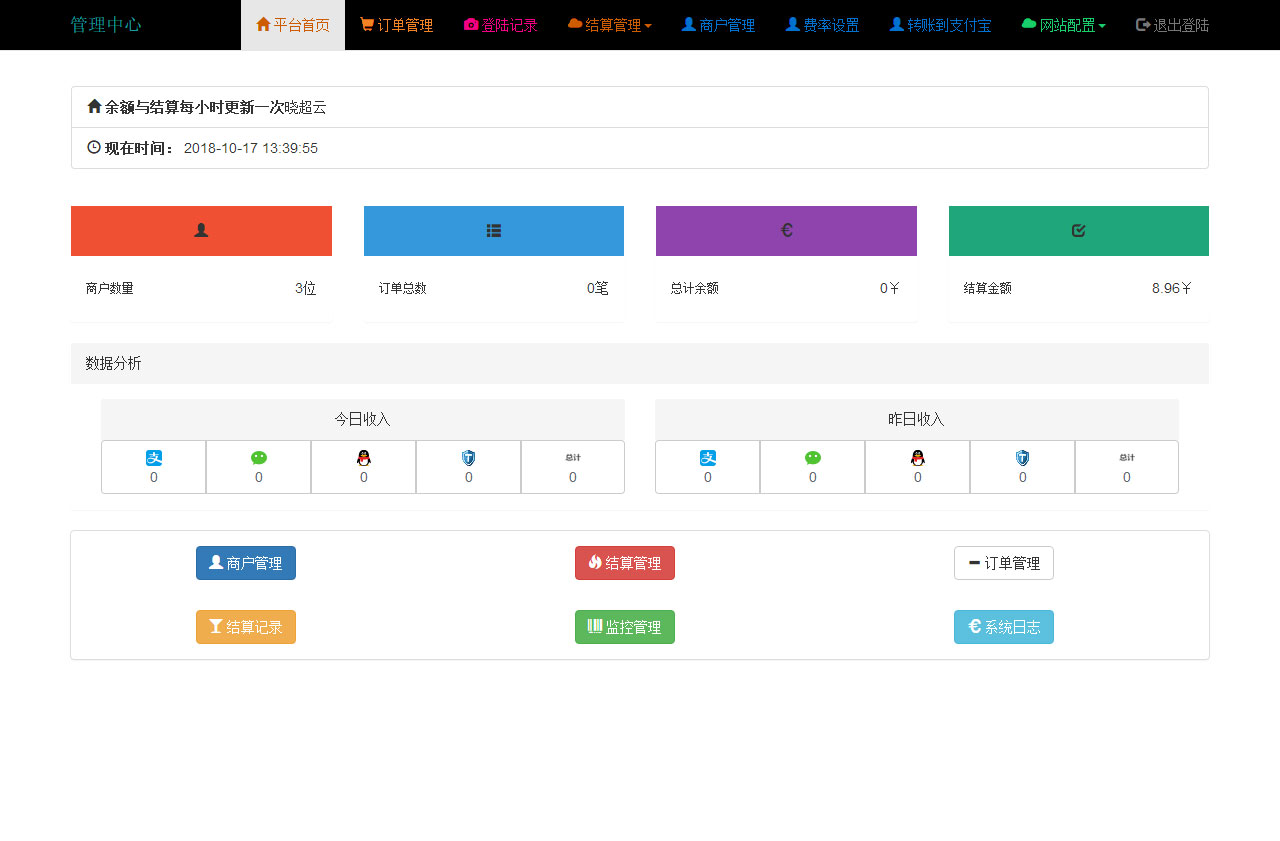 管理中心 平台首页 订单管理 登陆记录 结算管理 商户管理 费率设置 转账到支付宝 网站配置 退出登陆
余额与结算每小时更新一次晓超云
现在时间： 2018-10-17 13:39:55
商户数量 3位 订单总数 0笔 总计余额 0￥ 结算金额 8.96￥
数据分析
今日收入 昨日收入
支 T 总计 支 T 总计
0 0 0 0 0 0 0 0 0 0
商户管理 结算管理 订单管理
结算记录 监控管理 系统日志